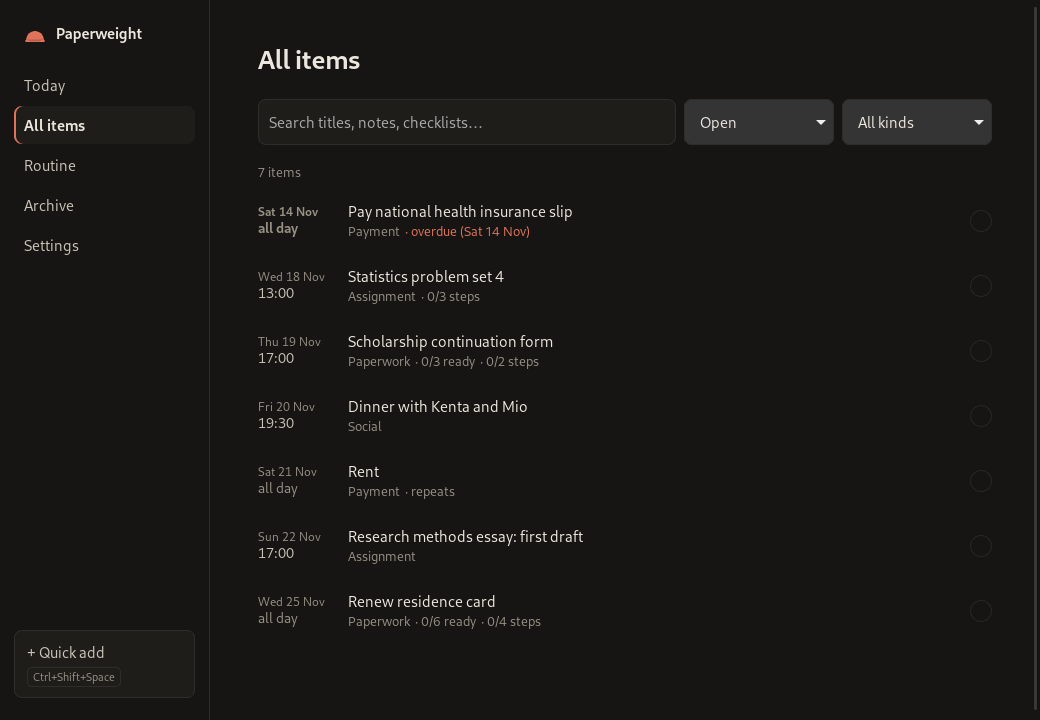 Paperweight
Today
All items
Routine
Archive
Settings
+ Quick add
Ctrl+Shift+Space
All items
Search titles, notes, checklists…
Open
All kinds
7 items
Sat 14 Nov
all day
Pay national health insurance slip
Payment · overdue (Sat 14 Nov)
Wed 18 Nov
13:00
Statistics problem set 4
Assignment · 0/3 steps
Thu 19 Nov
17:00
Scholarship continuation form
Paperwork · 0/3 ready · 0/2 steps
Fri 20 Nov
19:30
Dinner with Kenta and Mio
Social
Sat 21 Nov
all day
Rent
Payment · repeats
Sun 22 Nov
17:00
Research methods essay: first draft
Assignment
Wed 25 Nov
all day
Renew residence card
Paperwork · 0/6 ready · 0/4 steps